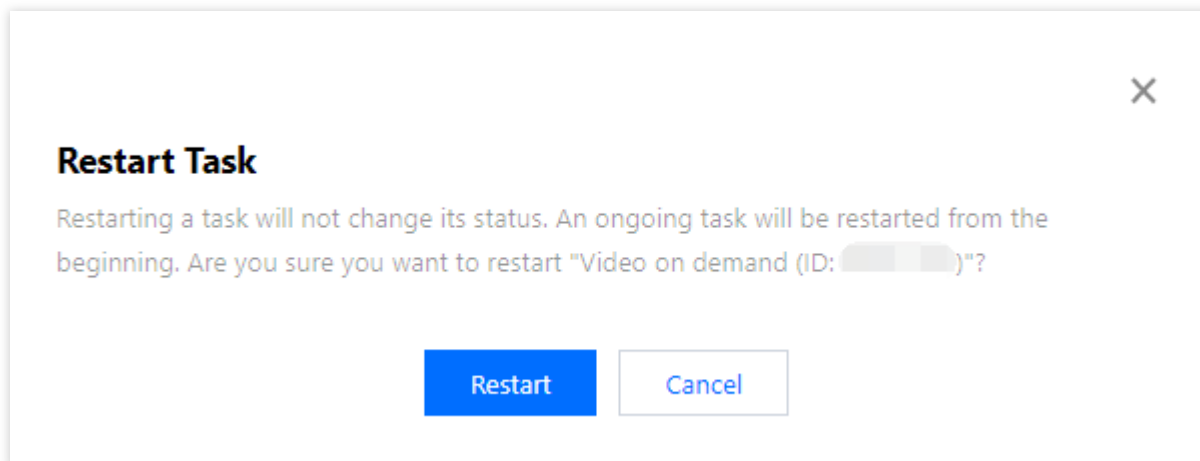 Restart Task
Restarting a task will not change its status. An ongoing task will be restarted from the
beginning. Are you sure you want to restart "Video on demand (ID: )"?
Restart
Cancel